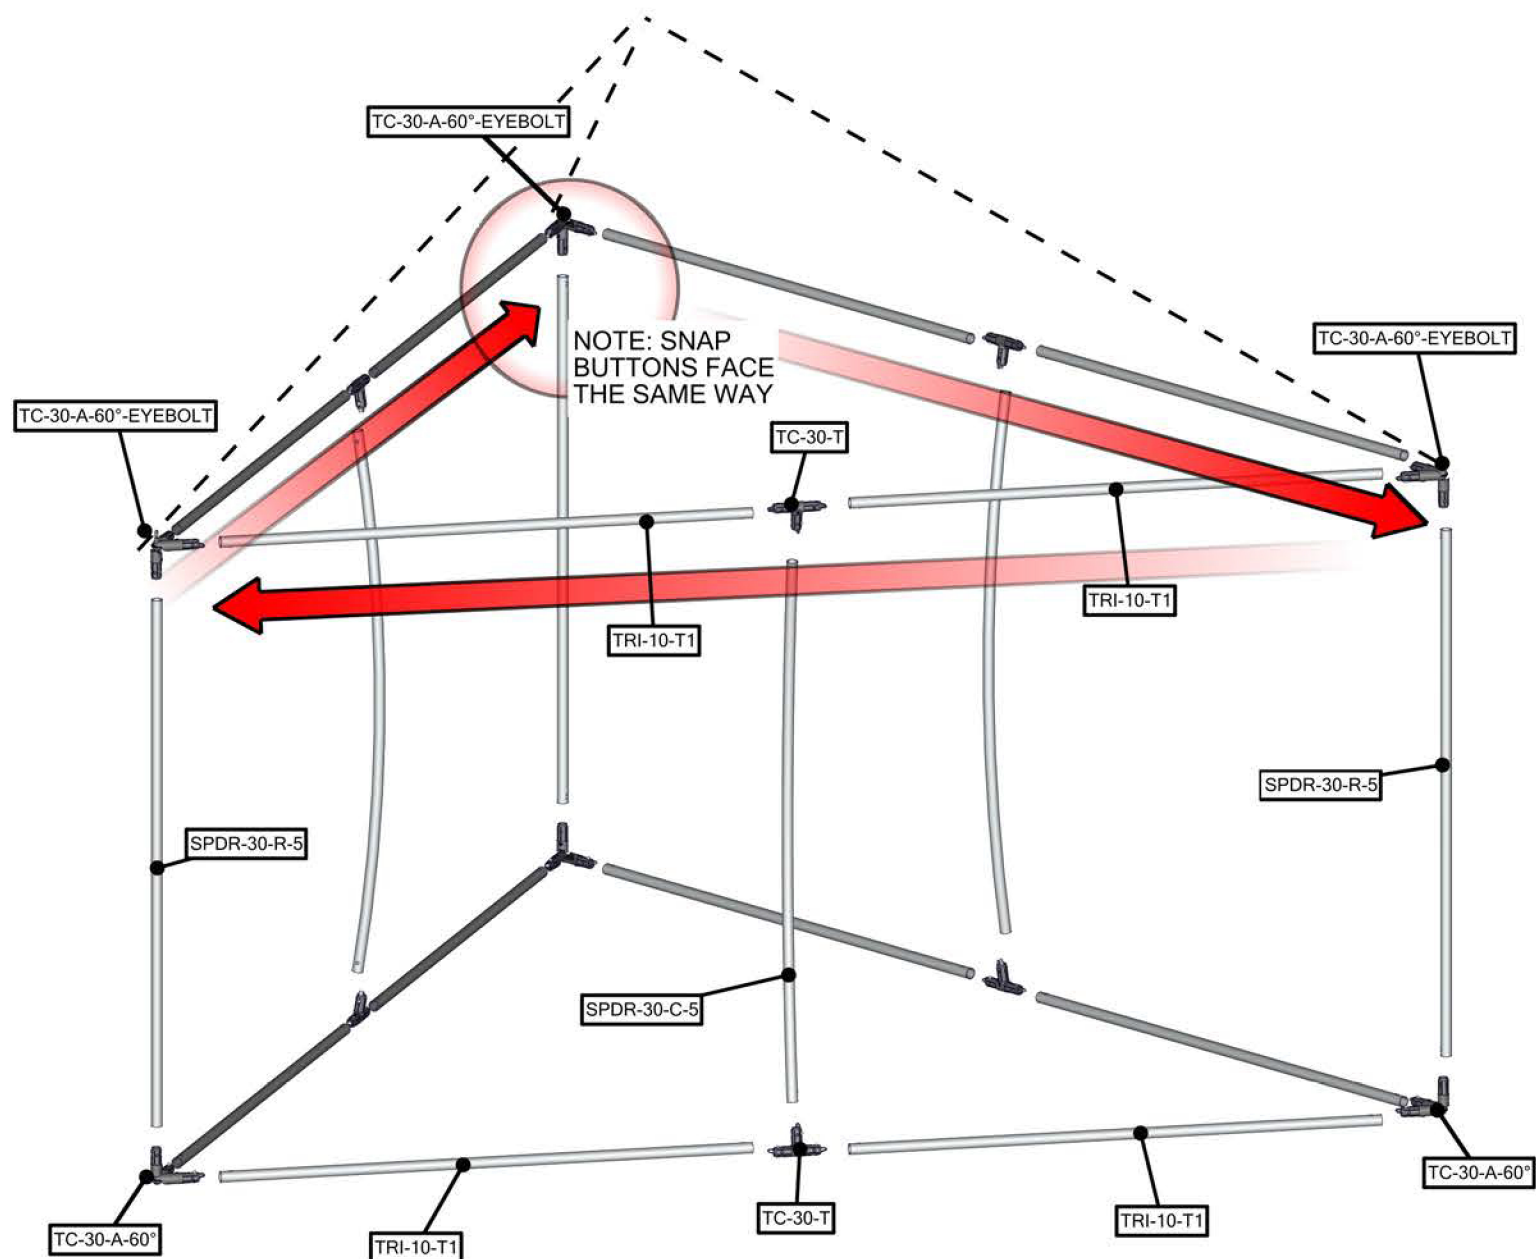 TC-30-A-60°-EYEBOLT
TC-30-A-60°-EYEBOLT
TC-30-A-60°-EYEBOLT
NOTE: SNAP
BUTTONS FACE
THE SAME WAY
TC-30-T
TRI-10-T1
TRI-10-T1
SPDR-30-R-5
SPDR-30-R-5
SPDR-30-C-5
TC-30-A-60°
TC-30-T
TRI-10-T1
TC-30-A-60°
TRI-10-T1